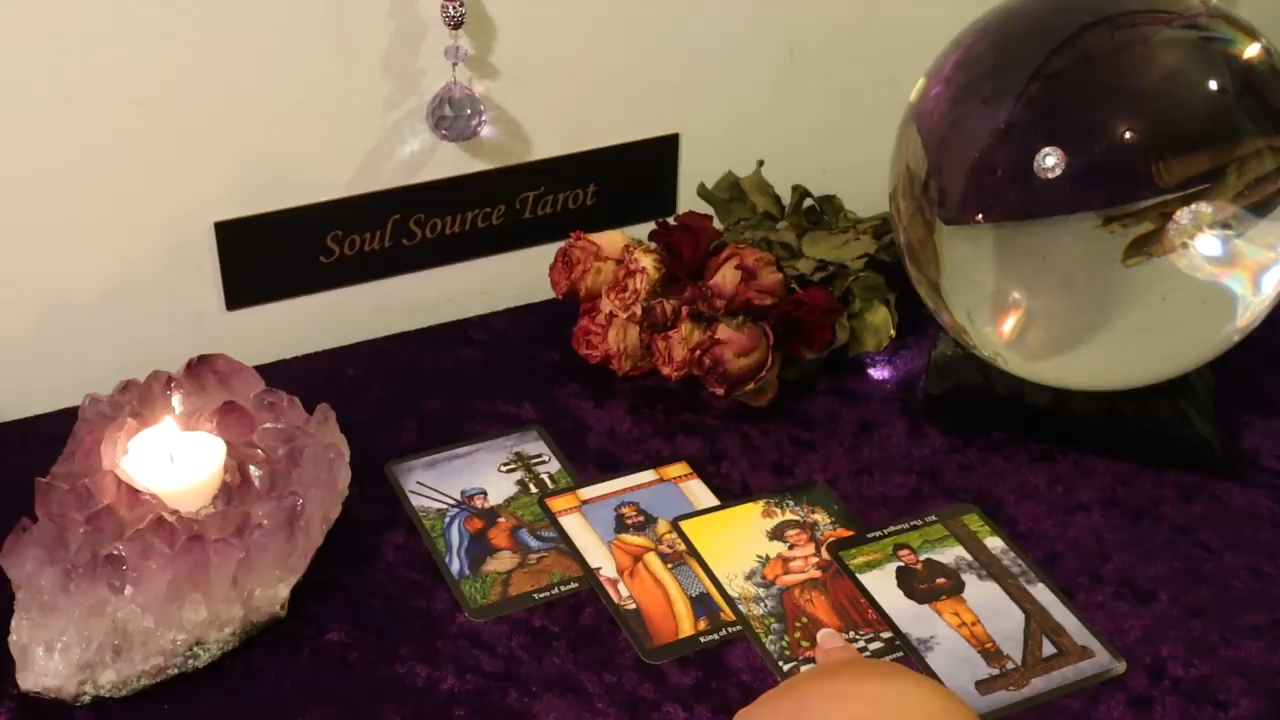 Soul Source Tarot
Two of Rods
King of Pen
XII The Hanged Man